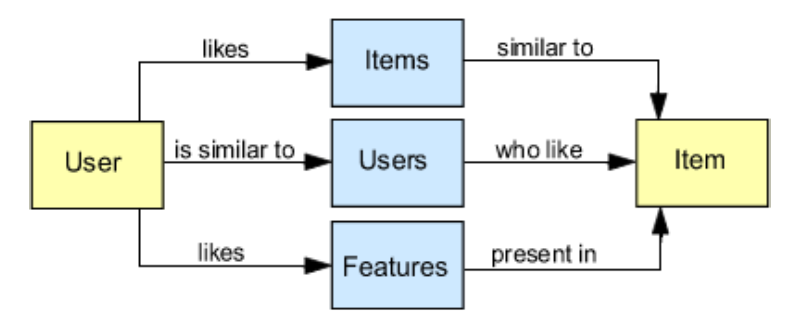 likes
Items
similar to
User
is similar to
Users
who like
Item
likes
Features
present in